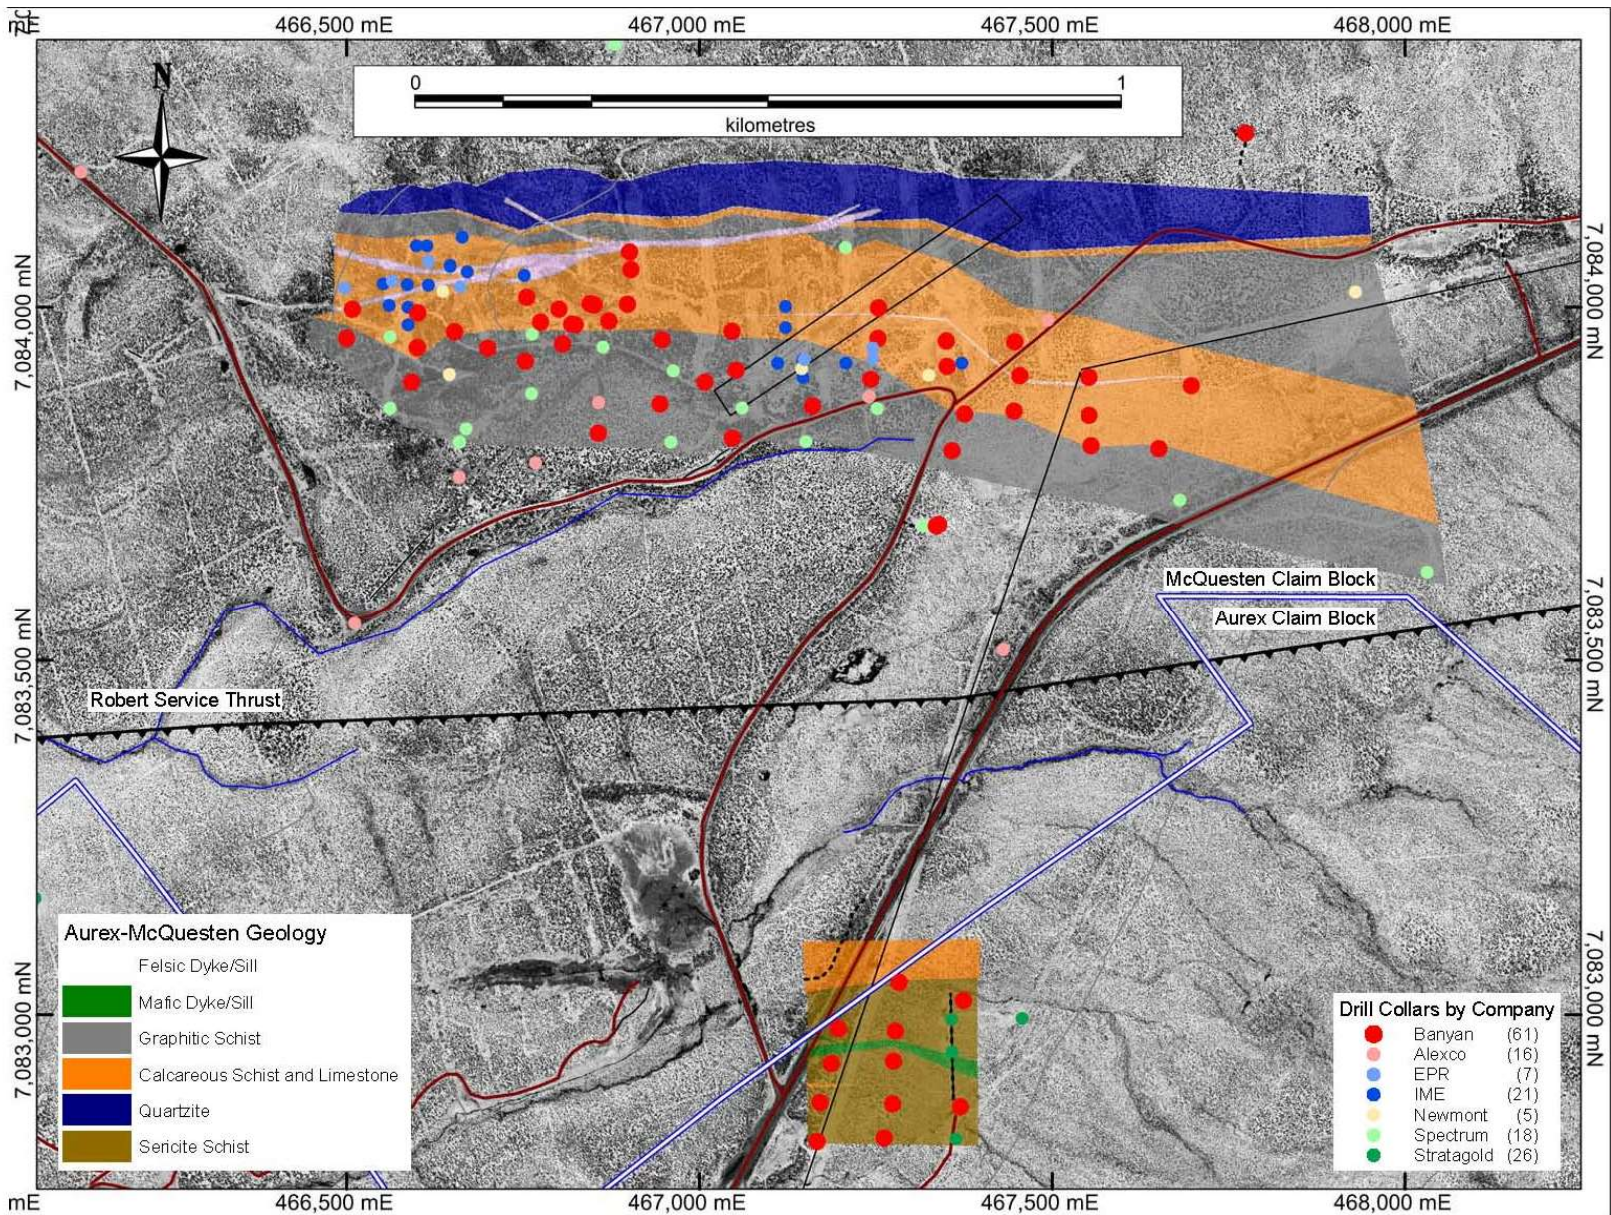 mE 466,500 mE 467,000 mE 467,500 mE 468,000 mE
N
0 1
kilometres
7,084,000 mN
7,084,000 mN
McQuesten Claim Block
Aurex Claim Block
7,083,500 mN
Robert Service Thrust
7,083,500 mN
Aurex-McQuesten Geology
Felsic Dyke/Sill
Mafic Dyke/Sill
Graphitic Schist
Calcareous Schist and Limestone
Quartzite
Sericite Schist
7,083,000 mN
7,083,000 mN
Drill Collars by Company
Banyan (61)
Alexco (16)
EPR (7)
IME (21)
Newmont (5)
Spectrum (18)
Stratagold (26)
mE 466,500 mE 467,000 mE 467,500 mE 468,000 mE